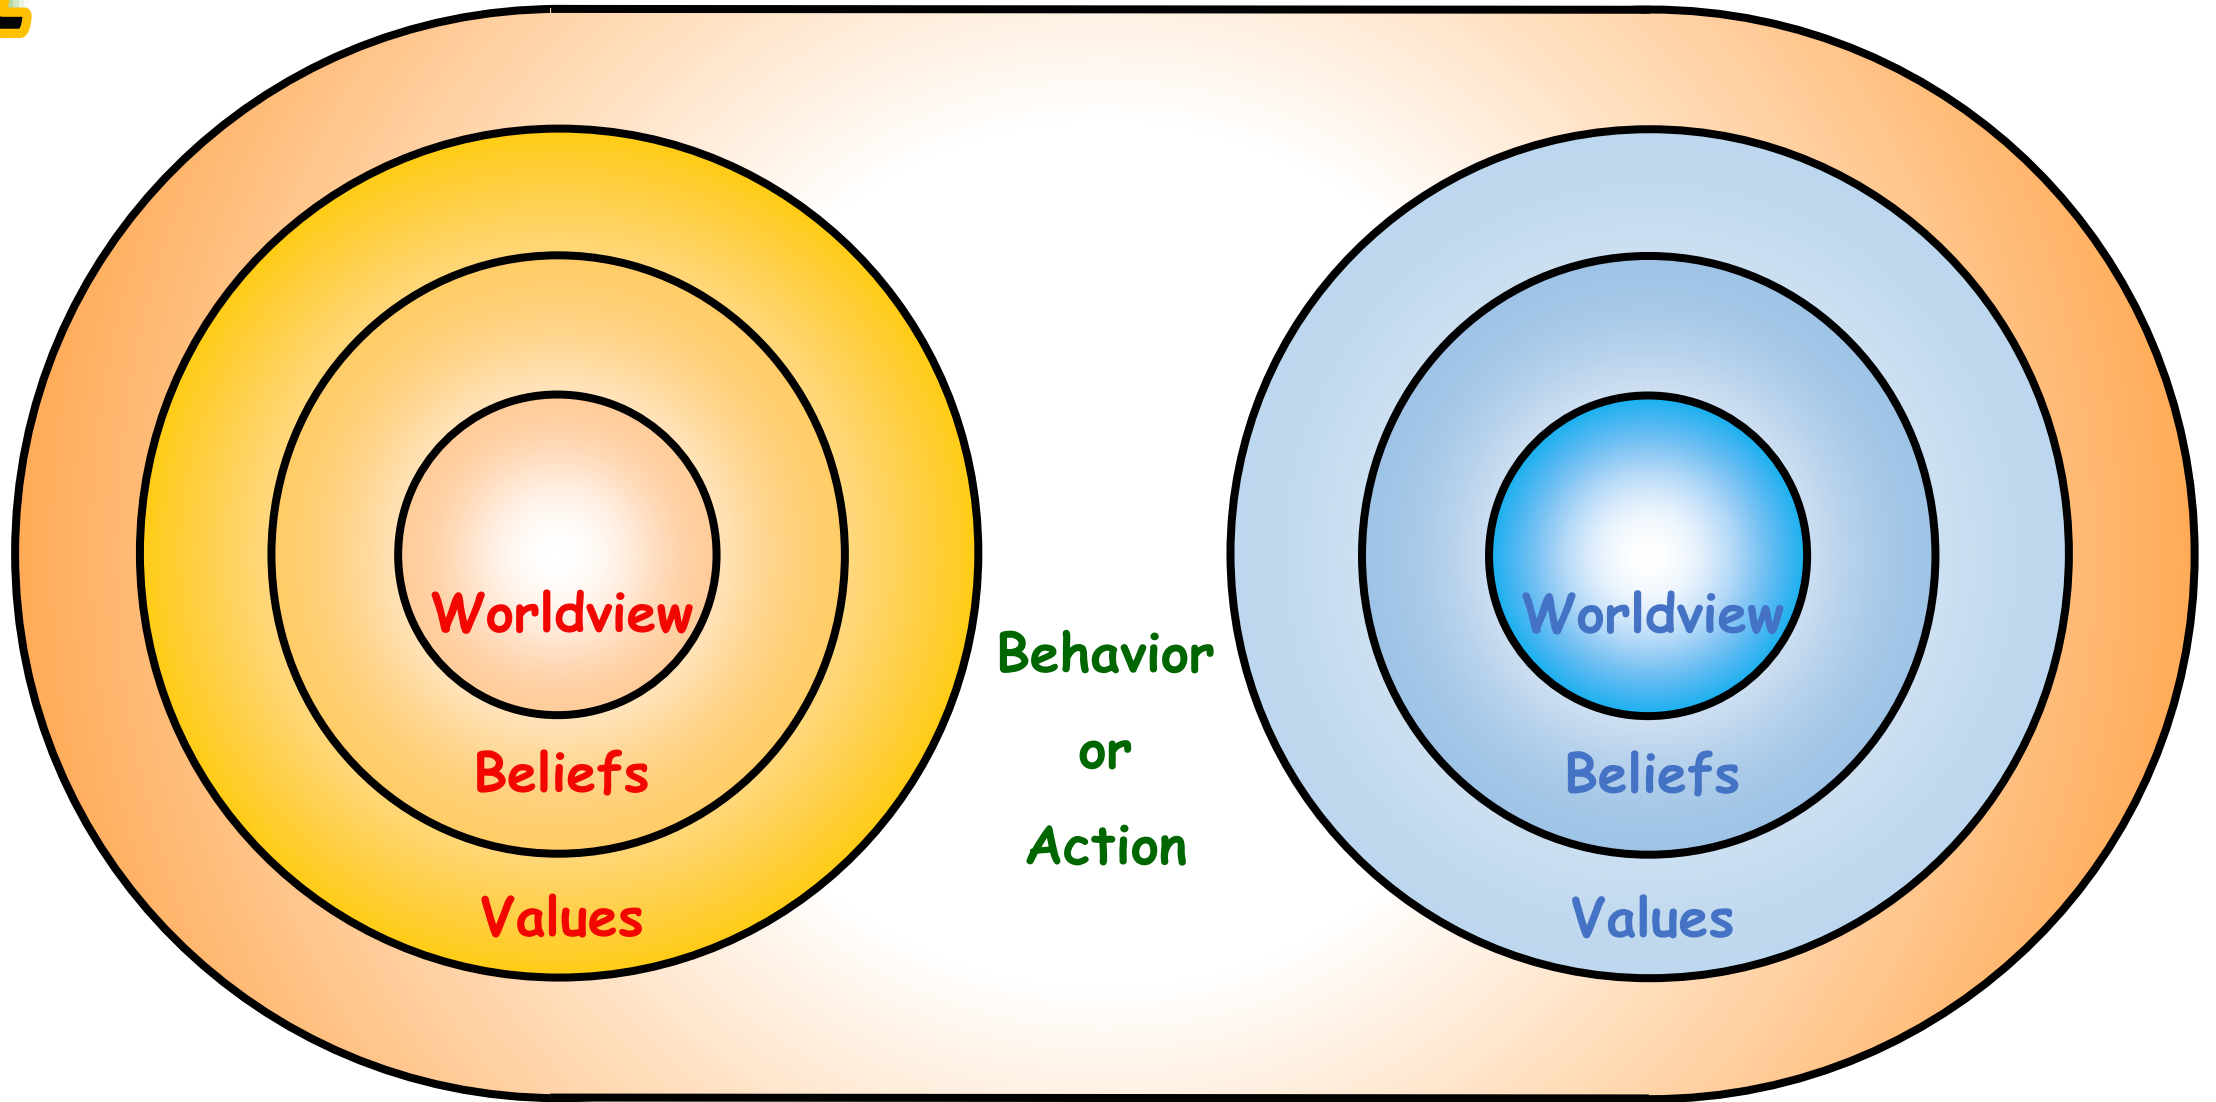 Worldview
Beliefs
Values
Behavior
or
Action
Worldview
Beliefs
Values